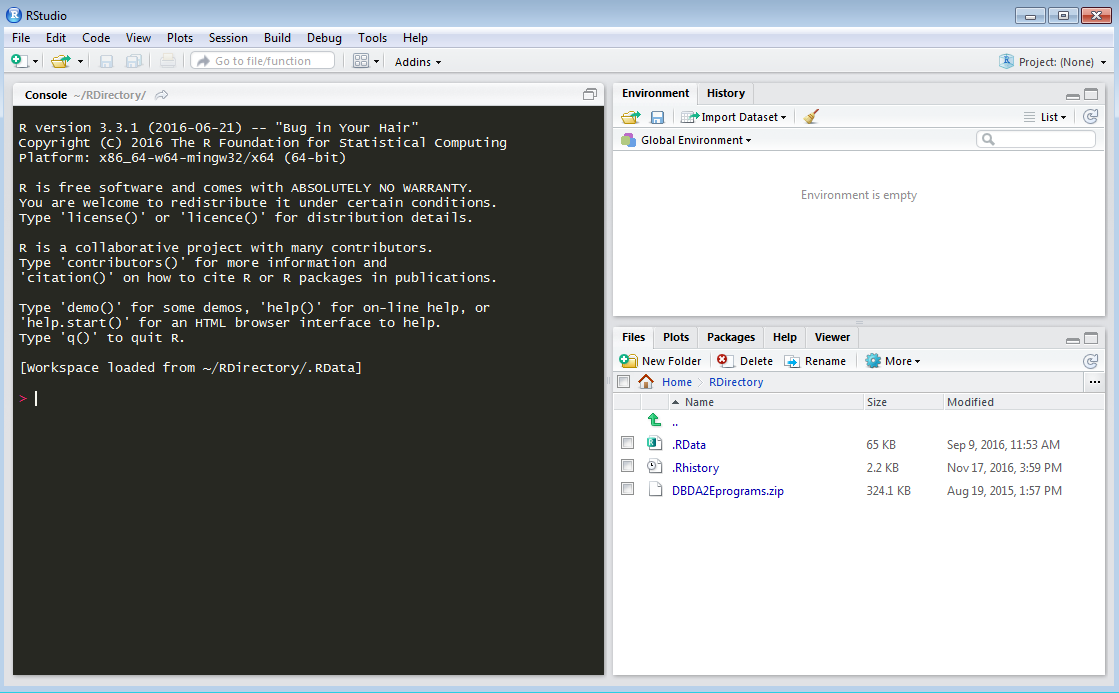 RStudio
File Edit Code View Plots Session Build Debug Tools Help
Go to file/function Addins Project: (None)
Console ~/RDirectory/
R version 3.3.1 (2016-06-21) -- "Bug in Your Hair"
Copyright (C) 2016 The R Foundation for Statistical Computing
Platform: x86_64-w64-mingw32/x64 (64-bit)
R is free software and comes with ABSOLUTELY NO WARRANTY.
You are welcome to redistribute it under certain conditions.
Type 'license()' or 'licence()' for distribution details.
R is a collaborative project with many contributors.
Type 'contributors()' for more information and
'citation()' on how to cite R or R packages in publications.
Type 'demo()' for some demos, 'help()' for on-line help, or
'help.start()' for an HTML browser interface to help.
Type 'q()' to quit R.
[Workspace loaded from ~/RDirectory/.RData]
>
Environment History
Import Dataset List
Global Environment
Environment is empty
Files Plots Packages Help Viewer
New Folder Delete Rename More
Home RDirectory ...
Name Size Modified
..
.RData 65 KB Sep 9, 2016, 11:53 AM
.Rhistory 2.2 KB Nov 17, 2016, 3:59 PM
DBDA2Eprograms.zip 324.1 KB Aug 19, 2015, 1:57 PM